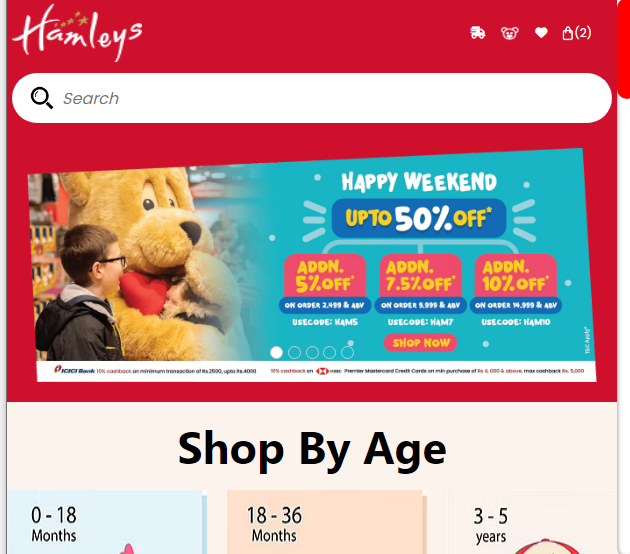 Hamleys
(2)
Search
HAPPY WEEKEND
UPTO 50% OFF*
ADDN.
5% OFF*
ON ORDER 2,499 & ABV
USECODE: HAM5
ADDN.
7.5% OFF*
ON ORDER 9,999 & ABV
USECODE: HAM7
ADDN.
10% OFF*
ON ORDER 14,999 & ABV
USECODE: HAM10
SHOP NOW
T&C Apply*
ICICI Bank 10% cashback on minimum transaction of Rs.2500, upto Rs.4000
10% cashback on HSBC Premier Mastercard Credit Cards on min purchase of Rs 4,000 & above, max cashback Rs. 5,000
Shop By Age
0 - 18
Months
18 - 36
Months
3 - 5
years